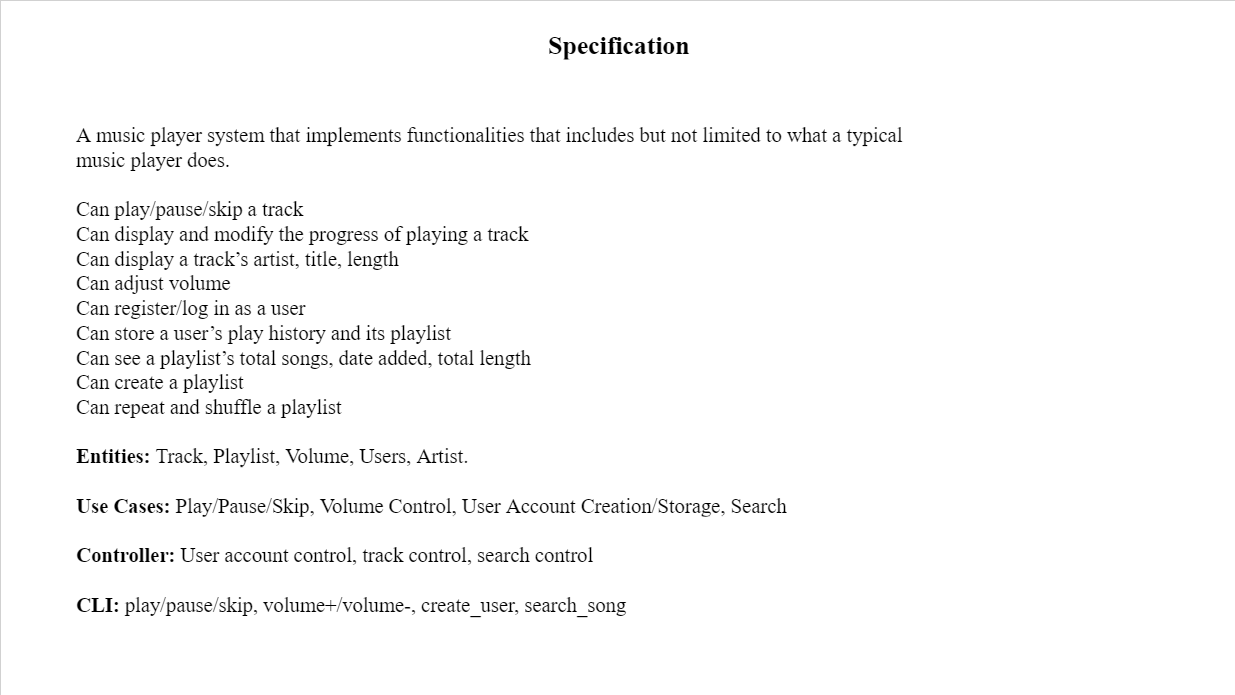 Specification
A music player system that implements functionalities that includes but not limited to what a typical
music player does.
Can play/pause/skip a track
Can display and modify the progress of playing a track
Can display a track’s artist, title, length
Can adjust volume
Can register/log in as a user
Can store a user’s play history and its playlist
Can see a playlist’s total songs, date added, total length
Can create a playlist
Can repeat and shuffle a playlist
Entities: Track, Playlist, Volume, Users, Artist.
Use Cases: Play/Pause/Skip, Volume Control, User Account Creation/Storage, Search
Controller: User account control, track control, search control
CLI: play/pause/skip, volume+/volume-, create_user, search_song